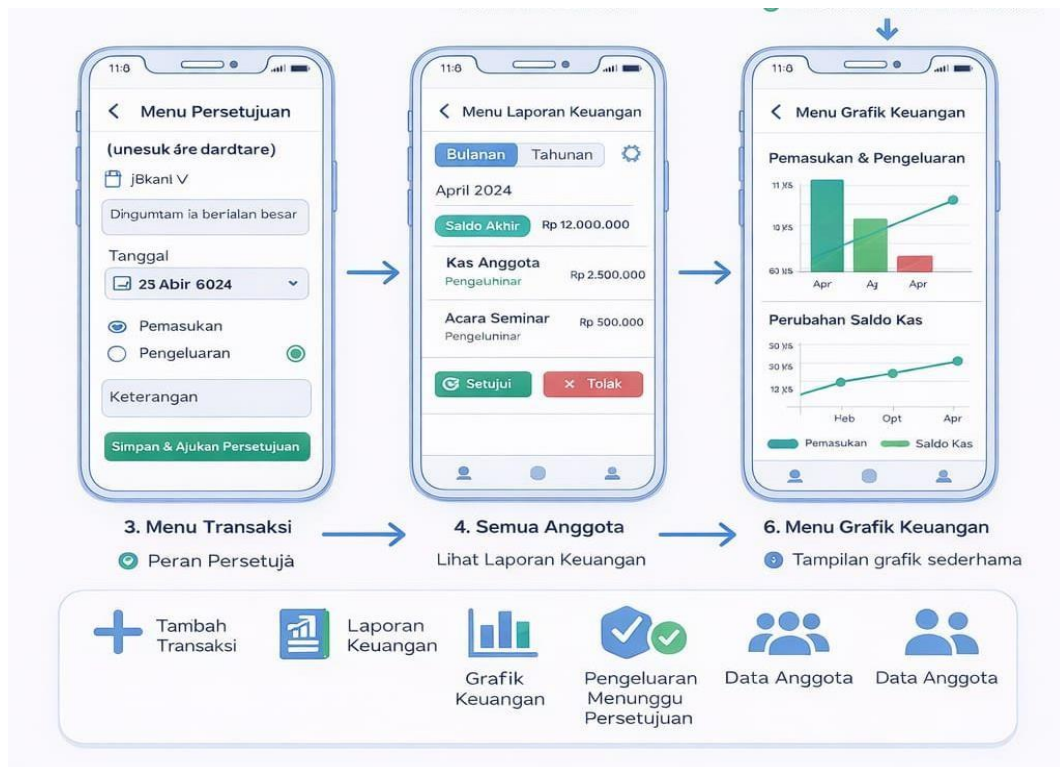 11:6
Menu Persetujuan
(unesuk áre dardtare)
jBkanl V
Dingumtam ia berialan besar
Tanggal
25 Abir 6024
Pemasukan
Pengeluaran
Keterangan
Simpan & Ajukan Persetujuan
3. Menu Transaksi
Peran Persetujà
11:6
Menu Laporan Keuangan
Bulanan Tahunan
April 2024
Saldo Akhir Rp 12.000.000
Kas Anggota Rp 2.500.000
Pengaluhinar
Acara Seminar Rp 500.000
Pengeluninar
Setujui
× Tolak
4. Semua Anggota
Lihat Laporan Keuangan
11:6
Menu Grafik Keuangan
Pemasukan & Pengeluaran
Apr Aj Apr
Perubahan Saldo Kas
Heb Opt Apr
Pemasukan Saldo Kas
6. Menu Grafik Keuangan
Tampilan grafik sederhama
Tambah
Transaksi
Laporan
Keuangan
Grafik
Keuangan
Pengeluaran
Menunggu
Persetujuan
Data Anggota
Data Anggota